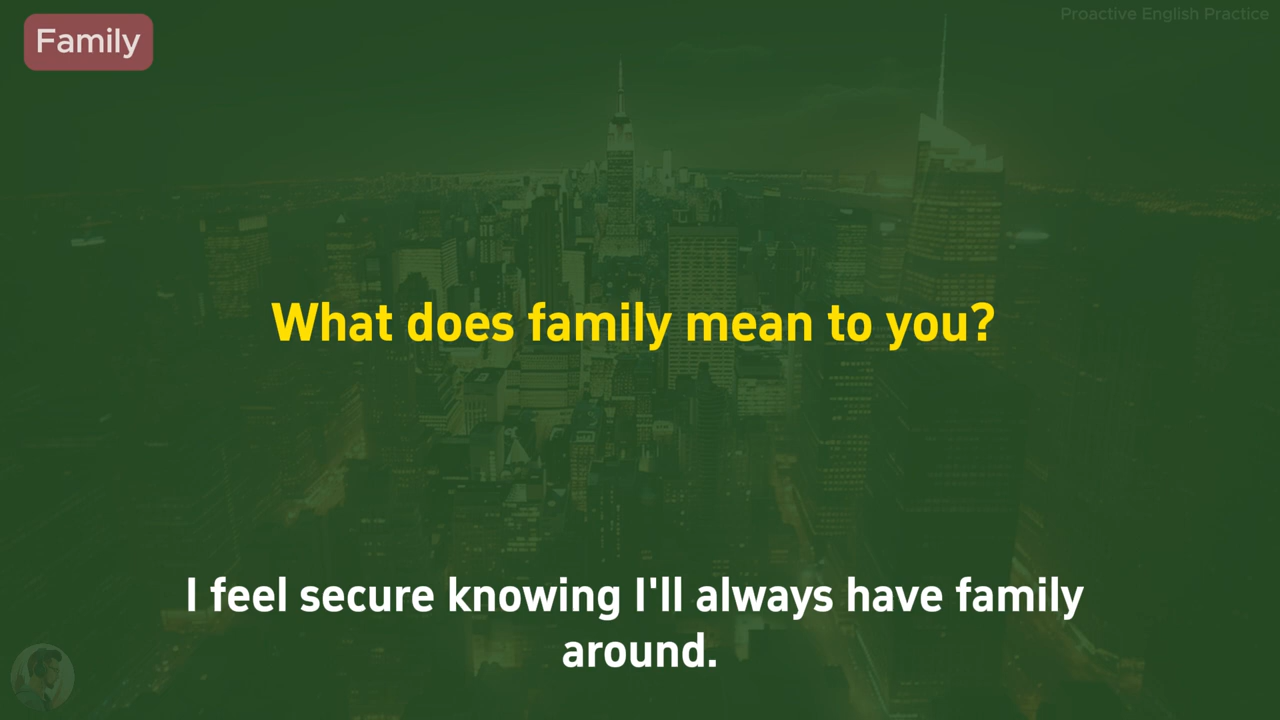 Family
Proactive English Practice
What does family mean to you?
I feel secure knowing I'll always have family
around.